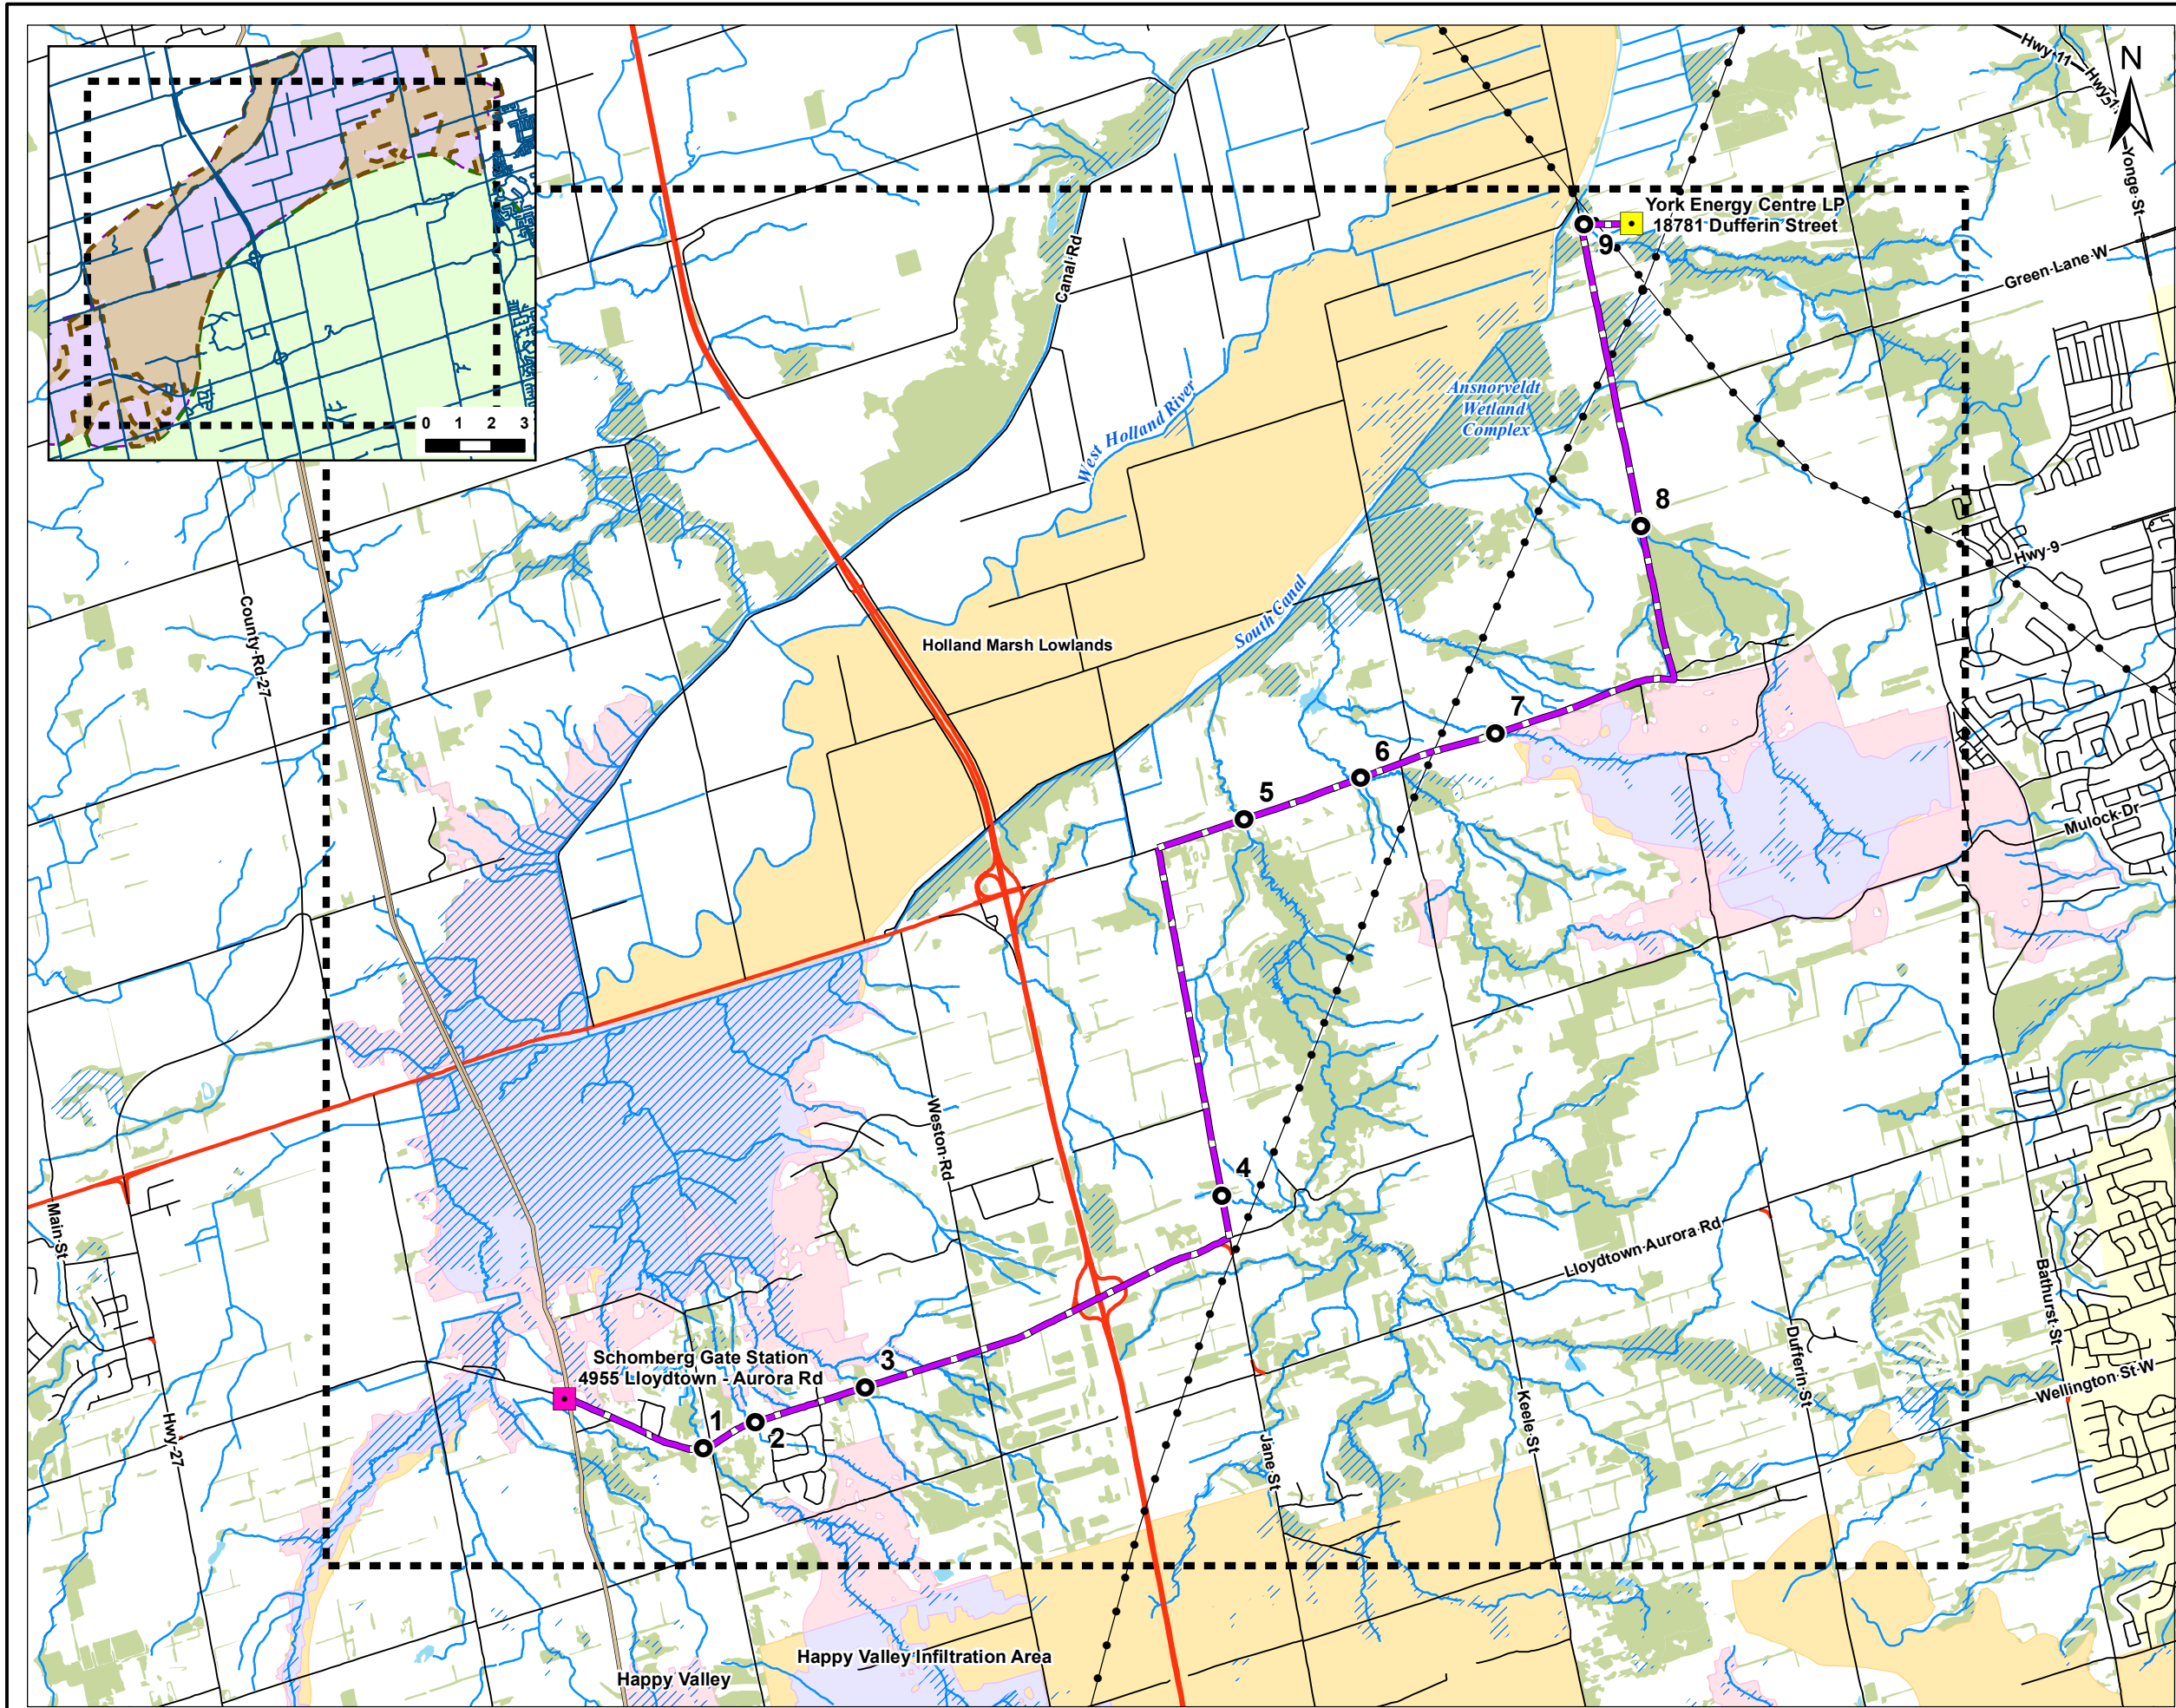 Hwy-11
N
Yonge-St
York Energy Centre LP
18781 Dufferin Street
9
Canal-Rd
Green-Lane-W
0 1 2 3
Ansnorveldt
Wetland
Complex
West Holland River
8
Hwy-9
County-Rd-27
South Canal
Holland Marsh Lowlands
7
6
5
Mulock-Dr
Weston-Rd
4
Main-St
Lloydtown-Aurora Rd
Bathurst-St
Schomberg Gate Station
4955 Lloydtown - Aurora Rd
3
Dufferin-St
Wellington-St-W
Keele-St
1
2
Hwy-27
Jane-St
Happy Valley Infiltration Area
Happy Valley